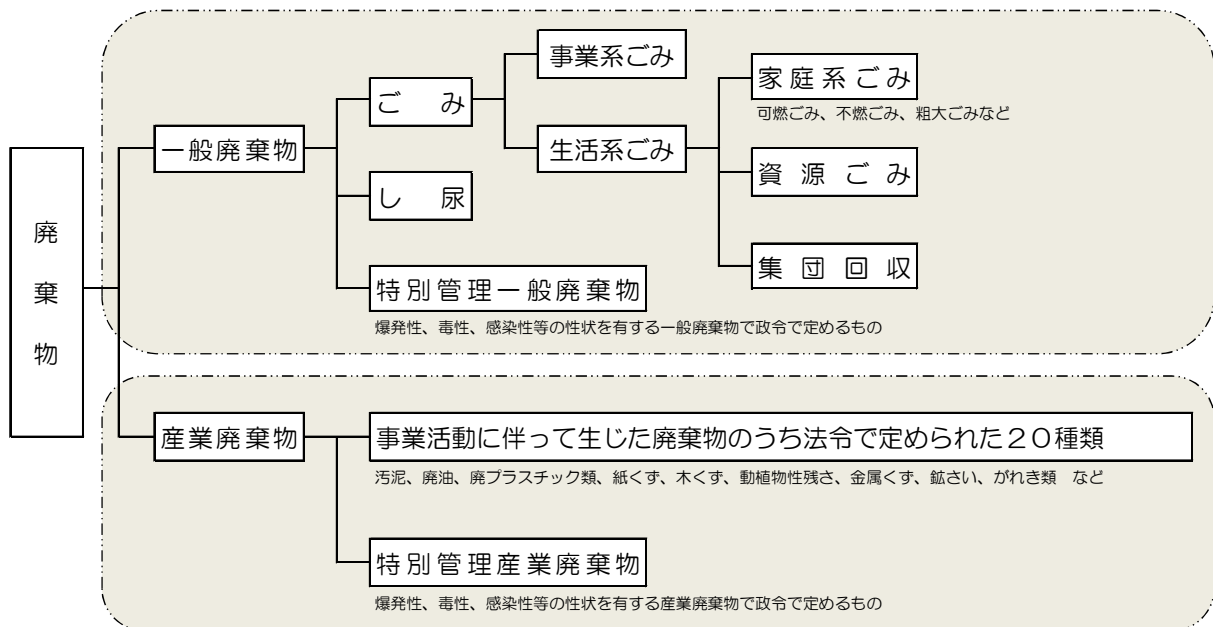 廃棄物
一般廃棄物
ごみ
事業系ごみ
生活系ごみ
家庭系ごみ
可燃ごみ、不燃ごみ、粗大ごみなど
資源ごみ
集団回収
し尿
特別管理一般廃棄物
爆発性、毒性、感染性等の性状を有する一般廃棄物で政令で定めるもの
産業廃棄物
事業活動に伴って生じた廃棄物のうち法令で定められた20種類
汚泥、廃油、廃プラスチック類、紙くず、木くず、動植物性残さ、金属くず、鉱さい、がれき類　など
特別管理産業廃棄物
爆発性、毒性、感染性等の性状を有する産業廃棄物で政令で定めるもの